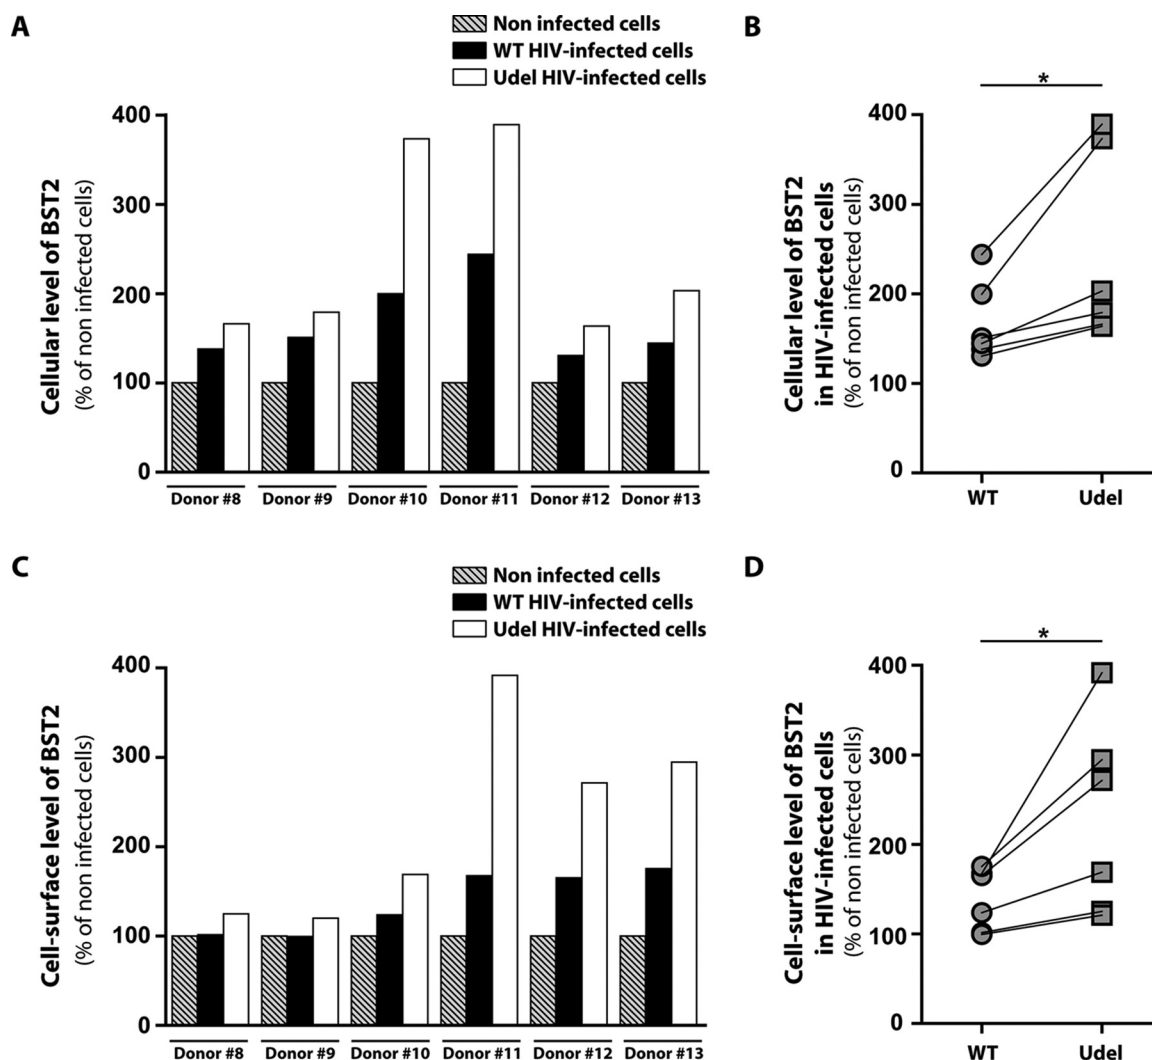 A
Non infected cells
WT HIV-infected cells
Udel HIV-infected cells
Cellular level of BST2
(% of non infected cells)
400
300
200
100
0
Donor #8 Donor #9 Donor #10 Donor #11 Donor #12 Donor #13
B
*
Cellular level of BST2
in HIV-infected cells
(% of non infected cells)
400
300
200
100
0
WT Udel
C
Non infected cells
WT HIV-infected cells
Udel HIV-infected cells
Cell-surface level of BST2
(% of non infected cells)
400
300
200
100
0
Donor #8 Donor #9 Donor #10 Donor #11 Donor #12 Donor #13
D
*
Cell-surface level of BST2
in HIV-infected cells
(% of non infected cells)
400
300
200
100
0
WT Udel